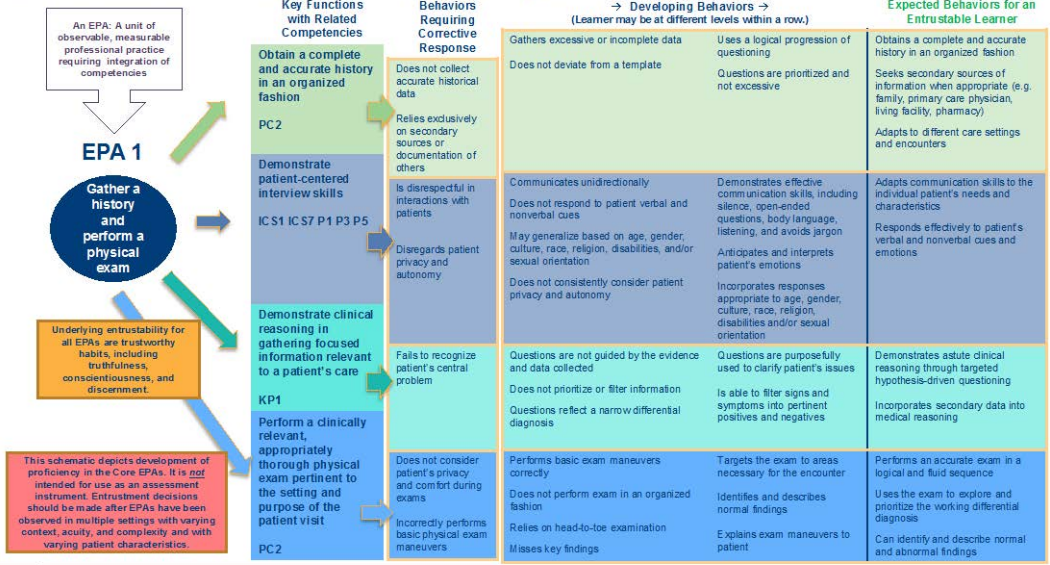 An EPA: A unit of
observable, measurable
professional practice
requiring integration of
competencies
EPA 1
Gather a
history
and
perform a
physical
exam
Underlying entrustability for
all EPAs are trustworthy
habits, including
truthfulness,
conscientiousness, and
discernment.
This schematic depicts development of
proficiency in the Core EPAs. It is not
intended for use as an assessment
instrument. Entrustment decisions
should be made after EPAs have been
observed in multiple settings with varying
context, acuity, and complexity and with
varying patient characteristics.
Key Functions
with Related
Competencies
Behaviors
Requiring
Corrective
Response
→ Developing Behaviors →
(Learner may be at different levels within a row.)
Expected Behaviors for an
Entrustable Learner
Obtain a complete
and accurate history
in an organized
fashion
PC2
Does not collect
accurate historical
data
Relies exclusively
on secondary
sources or
documentation of
others
Gathers excessive or incomplete data
Does not deviate from a template
Uses a logical progression of
questioning
Questions are prioritized and
not excessive
Obtains a complete and accurate
history in an organized fashion
Seeks secondary sources of
information when appropriate (e.g.
family, primary care physician,
living facility, pharmacy)
Adapts to different care settings
and encounters
Demonstrate
patient-centered
interview skills
ICS1 ICS7 P1 P3 P5
Is disrespectful in
interactions with
patients
Disregards patient
privacy and
autonomy
Communicates unidirectionally
Does not respond to patient verbal and
nonverbal cues
May generalize based on age, gender,
culture, race, religion, disabilities, and/or
sexual orientation
Does not consistently consider patient
privacy and autonomy
Demonstrates effective
communication skills, including
silence, open-ended
questions, body language,
listening, and avoids jargon
Anticipates and interprets
patient's emotions
Incorporates responses
appropriate to age, gender,
culture, race, religion,
disabilities and/or sexual
orientation
Adapts communication skills to the
individual patient's needs and
characteristics
Responds effectively to patient's
verbal and nonverbal cues and
emotions
Demonstrate clinical
reasoning in
gathering focused
information relevant
to a patient's care
KP1
Fails to recognize
patient's central
problem
Questions are not guided by the evidence
and data collected
Does not prioritize or filter information
Questions reflect a narrow differential
diagnosis
Questions are purposefully
used to clarify patient's issues
Is able to filter signs and
symptoms into pertinent
positives and negatives
Demonstrates astute clinical
reasoning through targeted
hypothesis-driven questioning
Incorporates secondary data into
medical reasoning
Perform a clinically
relevant,
appropriately
thorough physical
exam pertinent to
the setting and
purpose of the
patient visit
PC2
Does not consider
patient's privacy
and comfort during
exams
Incorrectly performs
basic physical exam
maneuvers
Performs basic exam maneuvers
correctly
Does not perform exam in an organized
fashion
Relies on head-to-toe examination
Misses key findings
Targets the exam to areas
necessary for the encounter
Identifies and describes
normal findings
Explains exam maneuvers to
patient
Performs an accurate exam in a
logical and fluid sequence
Uses the exam to explore and
prioritize the working differential
diagnosis
Can identify and describe normal
and abnormal findings